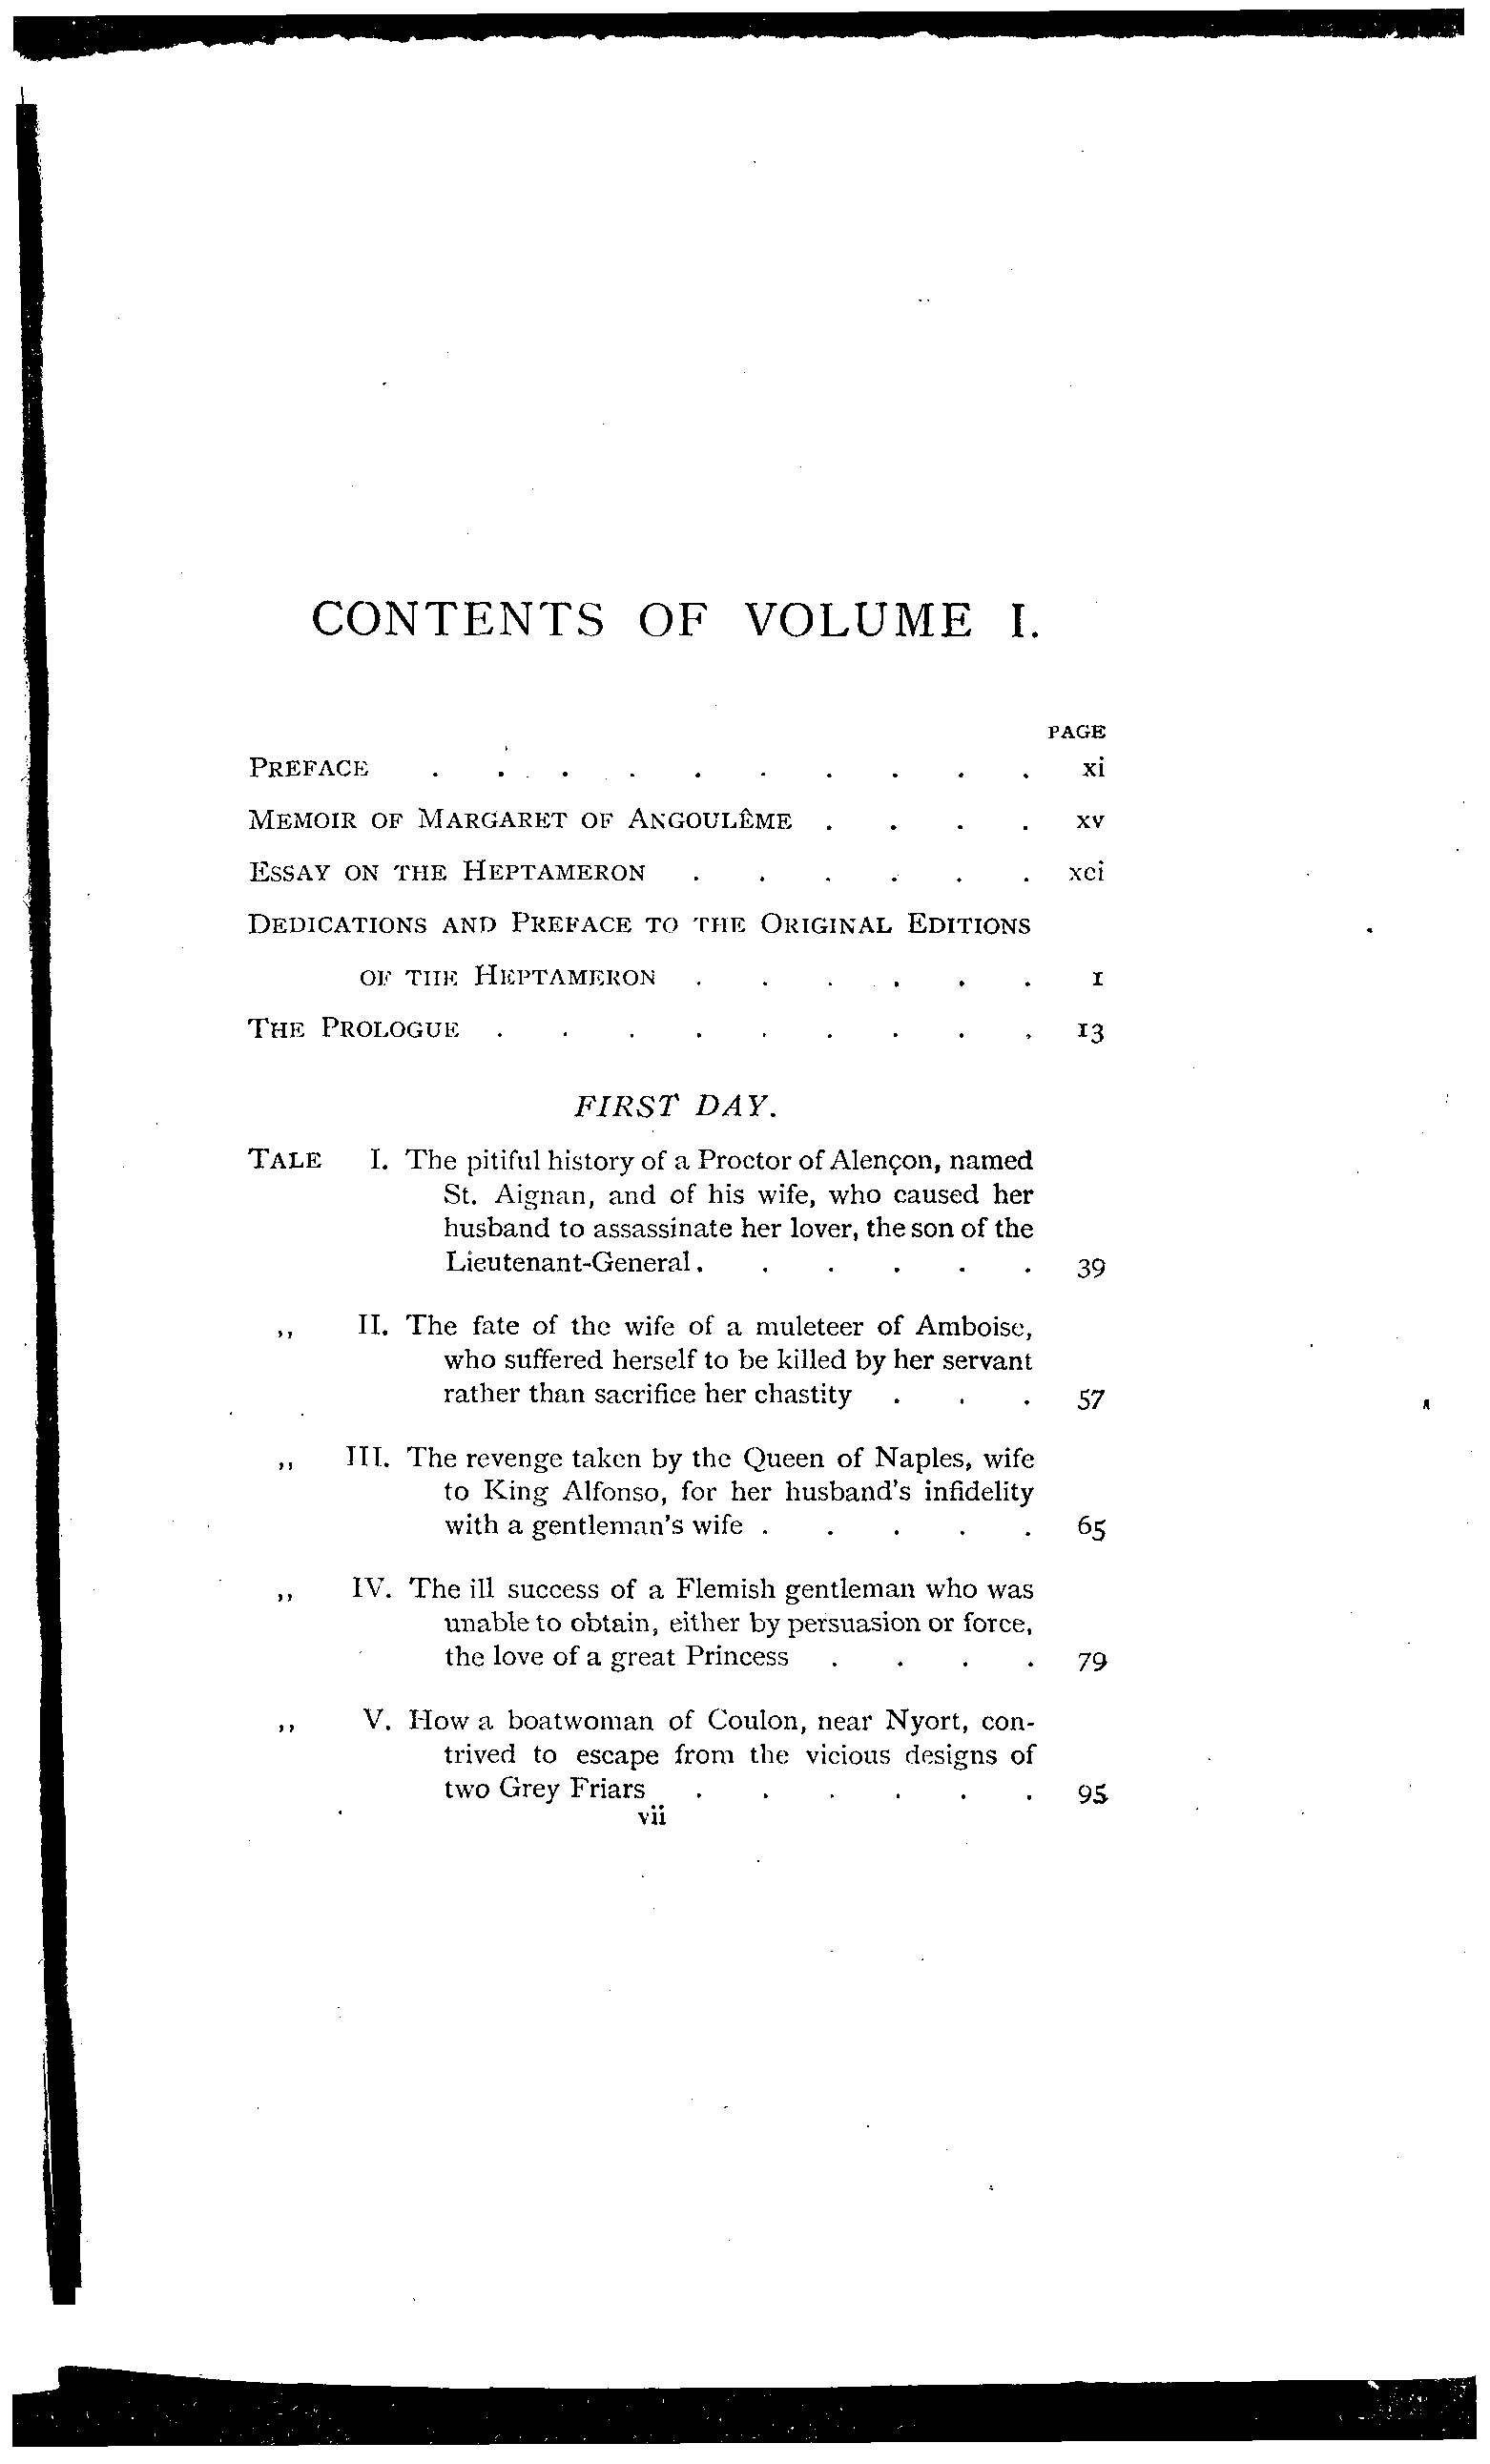 CONTENTS OF VOLUME I.
PAGE
PREFACE . . . . . . . . . . xi
MEMOIR OF MARGARET OF ANGOULÊME . . . . xv
ESSAY ON THE HEPTAMERON . . . . . . xci
DEDICATIONS AND PREFACE TO THE ORIGINAL EDITIONS
OF THE HEPTAMERON . . . . . . 1
THE PROLOGUE . . . . . . . . . 13
FIRST DAY.
TALE I. The pitiful history of a Proctor of Alençon, named
St. Aignan, and of his wife, who caused her
husband to assassinate her lover, the son of the
Lieutenant-General . . . . . . 39
,, II. The fate of the wife of a muleteer of Amboise,
who suffered herself to be killed by her servant
rather than sacrifice her chastity . . . 57
,, III. The revenge taken by the Queen of Naples, wife
to King Alfonso, for her husband's infidelity
with a gentleman's wife . . . . . 65
,, IV. The ill success of a Flemish gentleman who was
unable to obtain, either by persuasion or force,
the love of a great Princess . . . . 79
,, V. How a boatwoman of Coulon, near Nyort, con-
trived to escape from the vicious designs of
two Grey Friars . . . . . . 95
vii